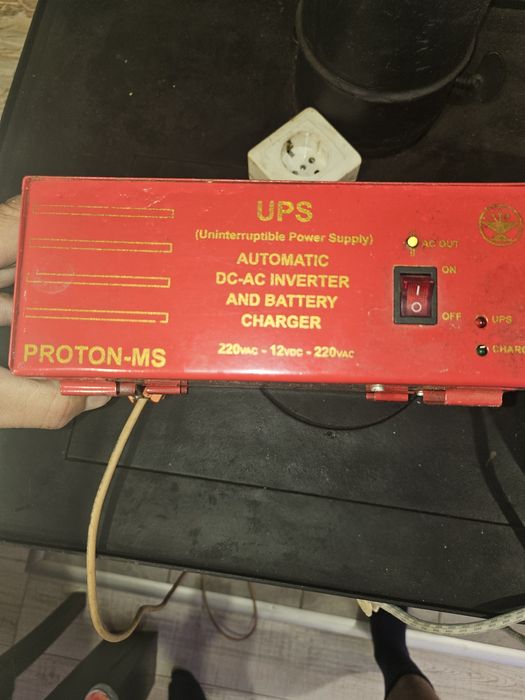 UPS
(Uninterruptible Power Supply)
AUTOMATIC
DC-AC INVERTER
AND BATTERY
CHARGER
220VAC - 12VDC - 220VAC
PROTON-MS
AC OUT
ON
I
O
OFF
UPS